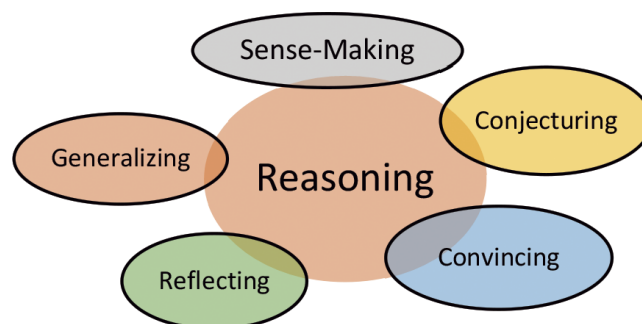 Sense-Making
Conjecturing
Generalizing
Reasoning
Convincing
Reflecting